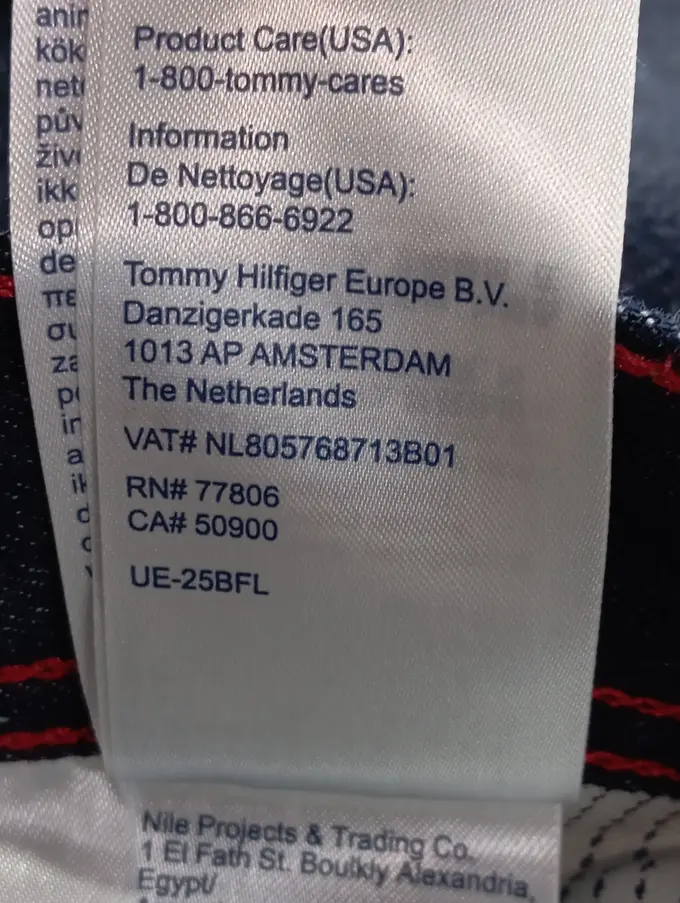 Product Care(USA):
1-800-tommy-cares
Information
De Nettoyage(USA):
1-800-866-6922
Tommy Hilfiger Europe B.V.
Danzigerkade 165
1013 AP AMSTERDAM
The Netherlands
VAT# NL805768713B01
RN# 77806
CA# 50900
UE-25BFL
Nile Projects & Trading Co.
1 El Fath St. Boulkly Alexandria,
Egypt/